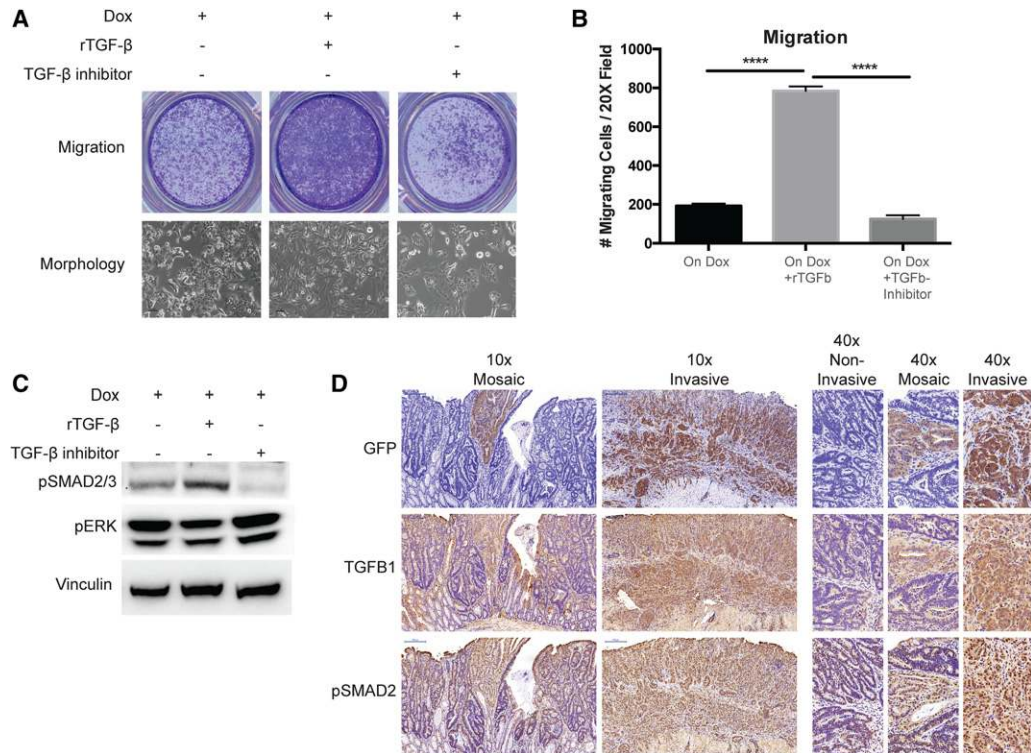 A
Dox + + +
rTGF-β - + -
TGF-β inhibitor - - +
Migration
Morphology
B
Migration
# Migrating Cells / 20X Field
1000
800
600
400
200
0
****
****
On Dox
On Dox
+rTGFb
On Dox
+TGFb-
Inhibitor
C
Dox + + +
rTGF-β - + -
TGF-β inhibitor - - +
pSMAD2/3
pERK
Vinculin
D
10x
Mosaic
10x
Invasive
40x
Non-
Invasive
40x
Mosaic
40x
Invasive
GFP
TGFB1
pSMAD2